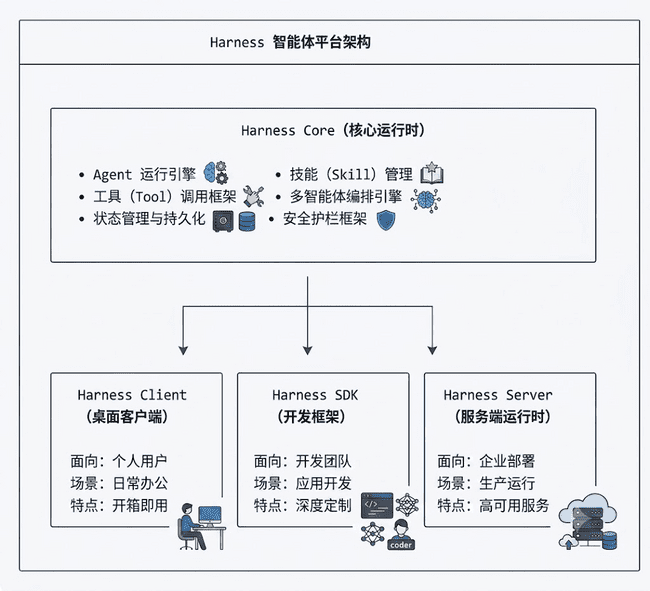 Harness 智能体平台架构
Harness Core（核心运行时）
• Agent 运行引擎 • 技能（Skill）管理
• 工具（Tool）调用框架 • 多智能体编排引擎
• 状态管理与持久化 • 安全护栏框架
Harness Client
（桌面客户端）
面向：个人用户
场景：日常办公
特点：开箱即用
Harness SDK
（开发框架）
面向：开发团队
场景：应用开发
特点：深度定制
</>
coder
Harness Server
（服务端运行时）
面向：企业部署
场景：生产运行
特点：高可用服务